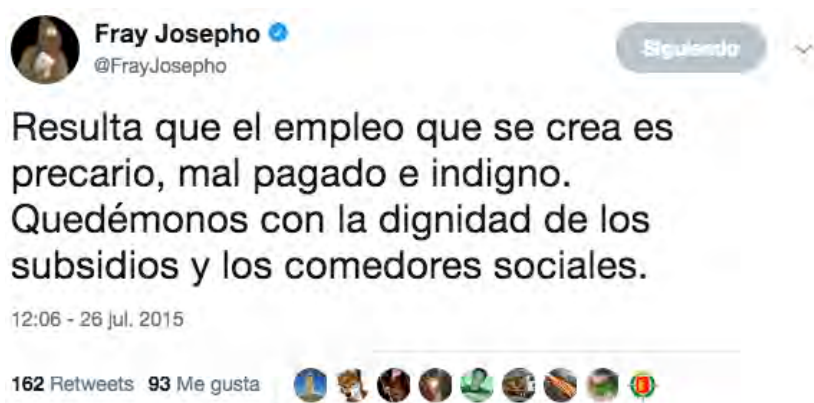 Fray Josepho
@FrayJosepho
Siguiendo
Resulta que el empleo que se crea es
precario, mal pagado e indigno.
Quedémonos con la dignidad de los
subsidios y los comedores sociales.
12:06 - 26 jul. 2015
162 Retweets 93 Me gusta